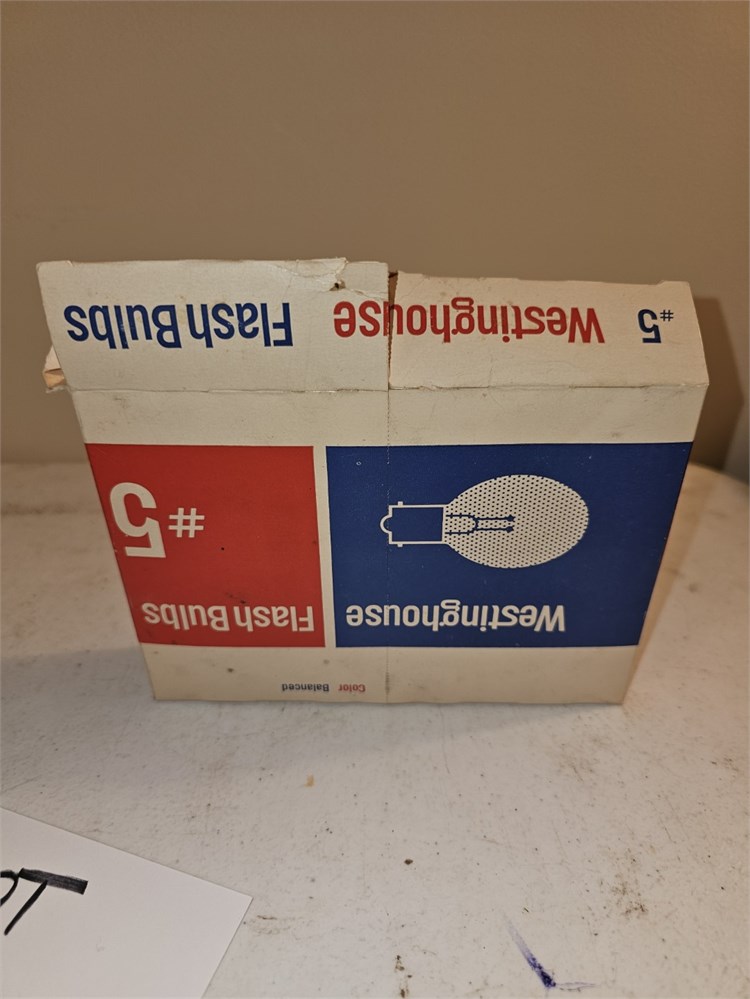 #5 Westinghouse Flash Bulbs
Westinghouse Flash Bulbs
#5
Color Balanced